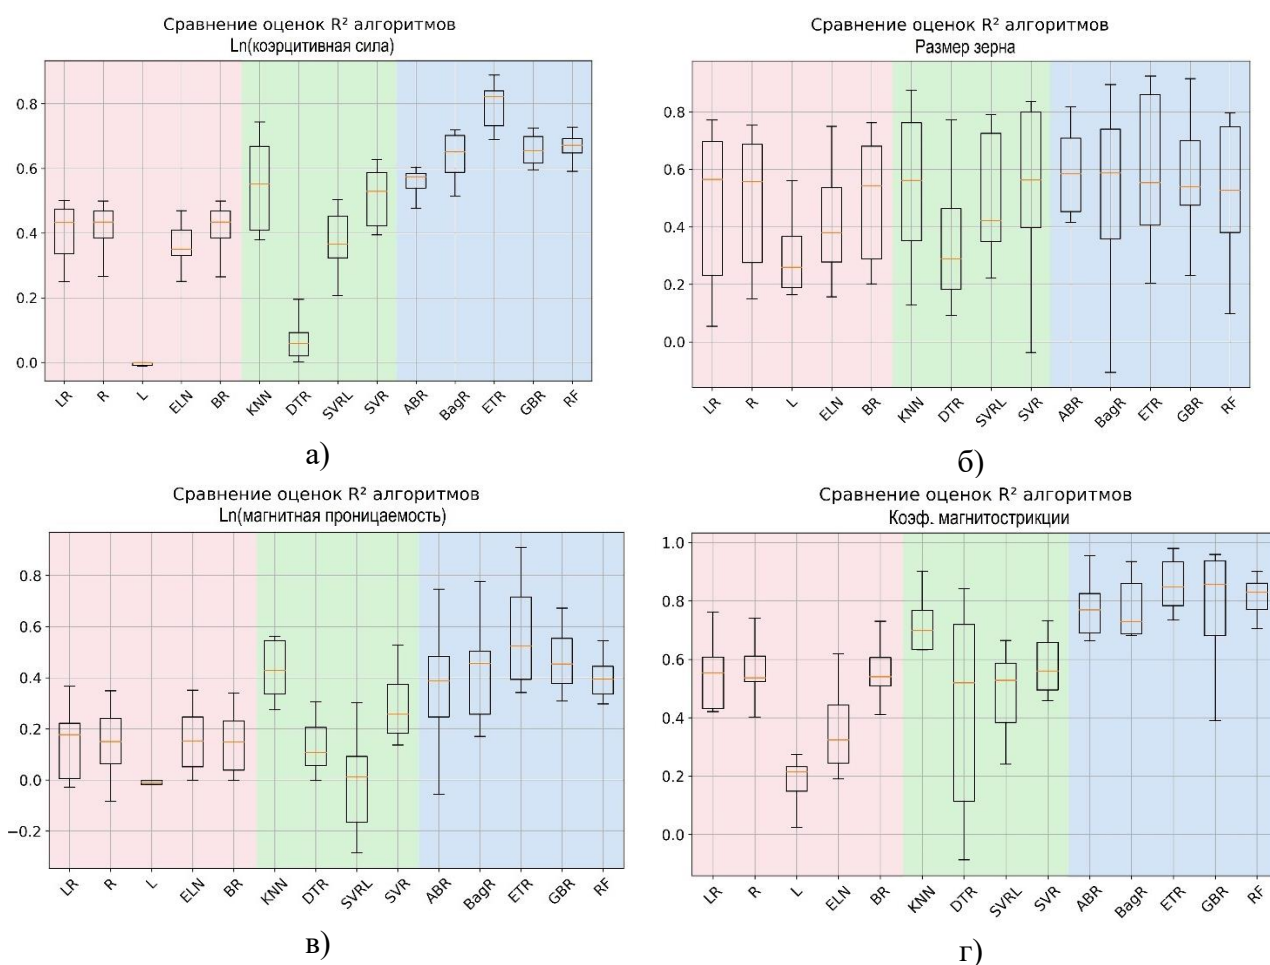 Сравнение оценок R² алгоритмов
Ln(коэрцитивная сила)
0.8
0.6
0.4
0.2
0.0
LR R L ELN BR KNN DTR SVRL SVR ABR BagR ETR GBR RF
а)
Сравнение оценок R² алгоритмов
Размер зерна
0.8
0.6
0.4
0.2
0.0
LR R L ELN BR KNN DTR SVRL SVR ABR BagR ETR GBR RF
б)
Сравнение оценок R² алгоритмов
Ln(магнитная проницаемость)
0.8
0.6
0.4
0.2
0.0
−0.2
LR R L ELN BR KNN DTR SVRL SVR ABR BagR ETR GBR RF
в)
Сравнение оценок R² алгоритмов
Коэф. магнитострикции
1.0
0.8
0.6
0.4
0.2
0.0
LR R L ELN BR KNN DTR SVRL SVR ABR BagR ETR GBR RF
г)